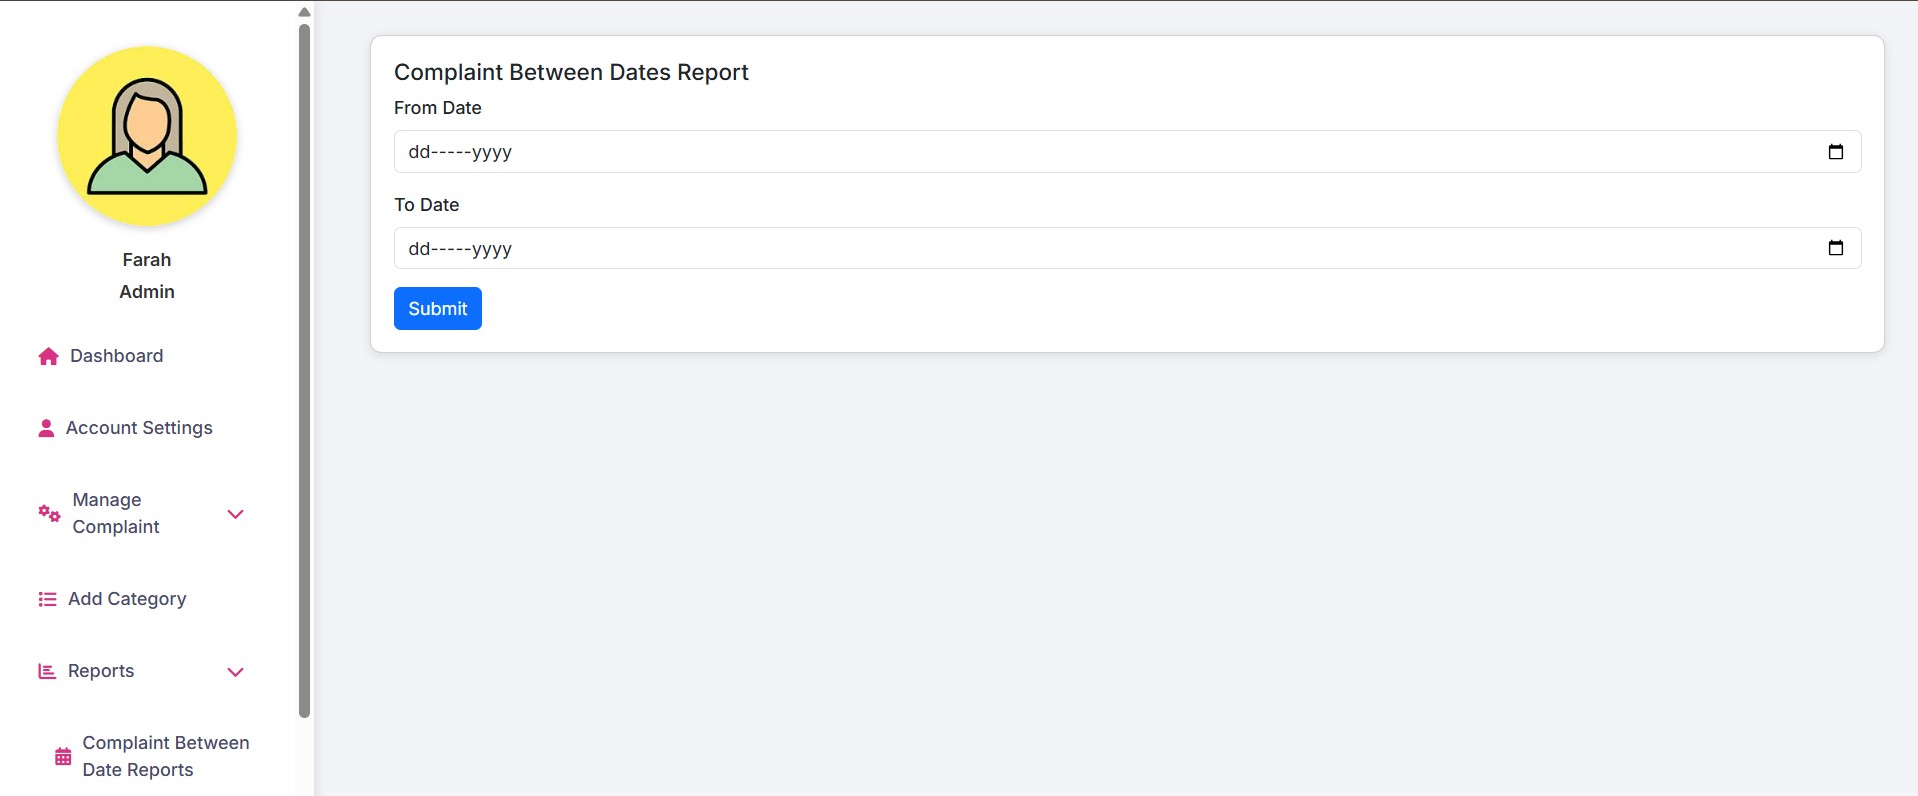 Farah
Admin
Dashboard
Account Settings
Manage
Complaint
Add Category
Reports
Complaint Between
Date Reports
Complaint Between Dates Report
From Date
dd-----yyyy
To Date
dd-----yyyy
Submit